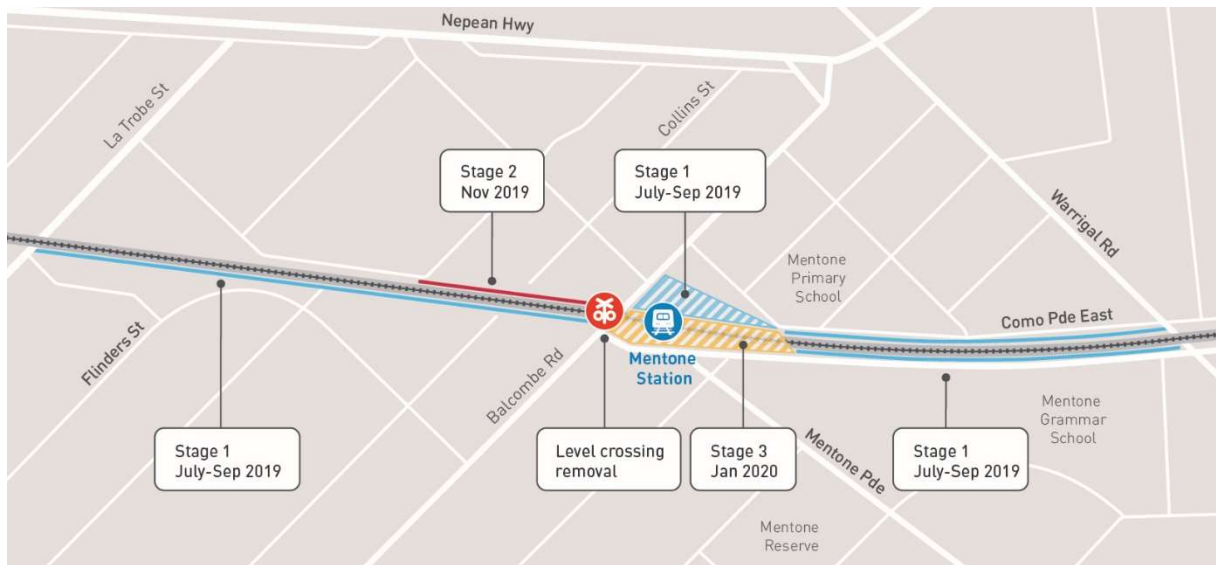 Nepean Hwy
La Trobe St
Collins St
Stage 2
Nov 2019
Stage 1
July-Sep 2019
Warrigal Rd
Mentone
Primary
School
Como Pde East
Flinders St
Mentone
Station
Balcombe Rd
Stage 1
July-Sep 2019
Level crossing
removal
Stage 3
Jan 2020
Mentone Pde
Stage 1
July-Sep 2019
Mentone
Grammar
School
Mentone
Reserve